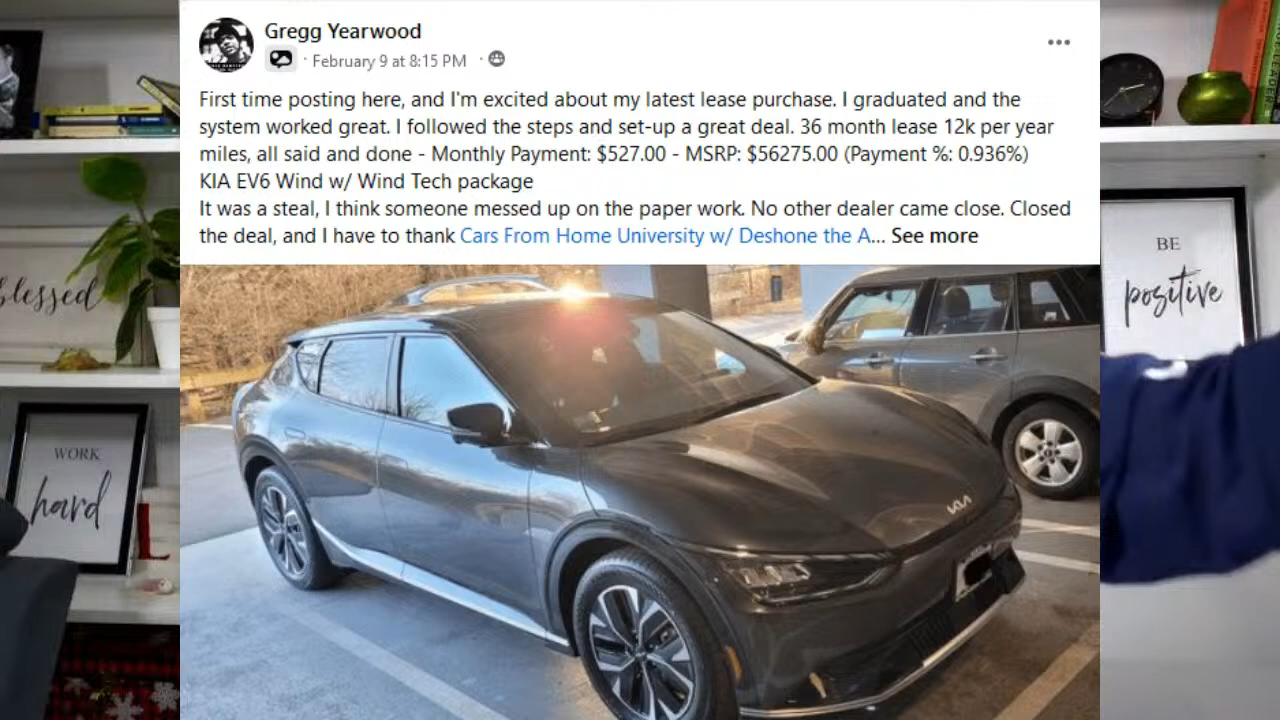 Gregg Yearwood
· February 9 at 8:15 PM ·
First time posting here, and I'm excited about my latest lease purchase. I graduated and the
system worked great. I followed the steps and set-up a great deal. 36 month lease 12k per year
miles, all said and done - Monthly Payment: $527.00 - MSRP: $56275.00 (Payment %: 0.936%)
KIA EV6 Wind w/ Wind Tech package
It was a steal, I think someone messed up on the paper work. No other dealer came close. Closed
the deal, and I have to thank Cars From Home University w/ Deshone the A... See more
blessed
WORK
hard
BE
positive
KIA